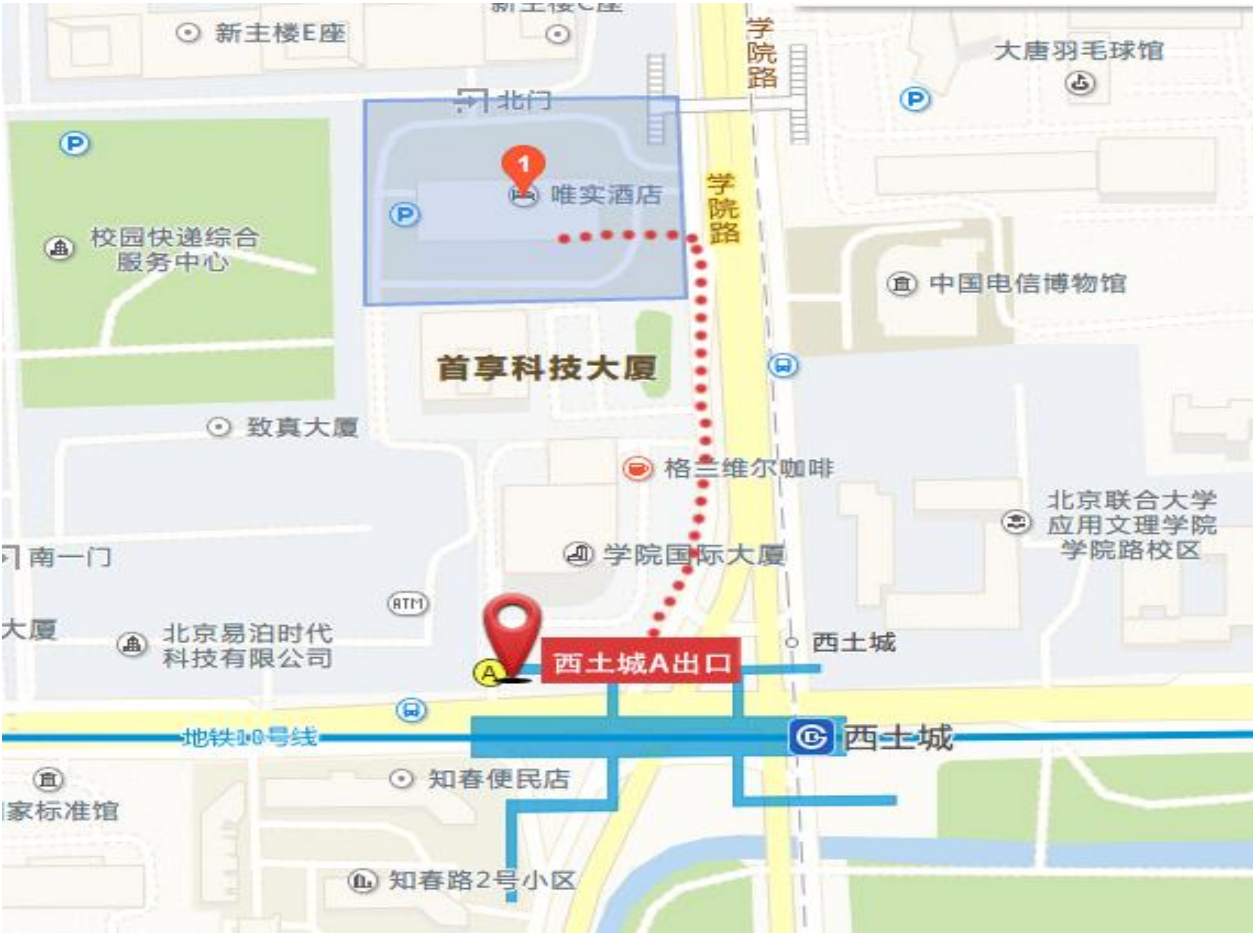 新主楼C座
新主楼E座
学院路
大唐羽毛球馆
P
P
北门
1
唯实酒店
学院路
P
校园快递综合
服务中心
中国电信博物馆
首享科技大厦
致真大厦
格兰维尔咖啡
北京联合大学
应用文理学院
学院路校区
南一门
学院国际大厦
ATM
大厦
北京易泊时代
科技有限公司
西土城A出口
西土城
A
地铁10号线
西土城
知春便民店
家标准馆
知春路2号小区